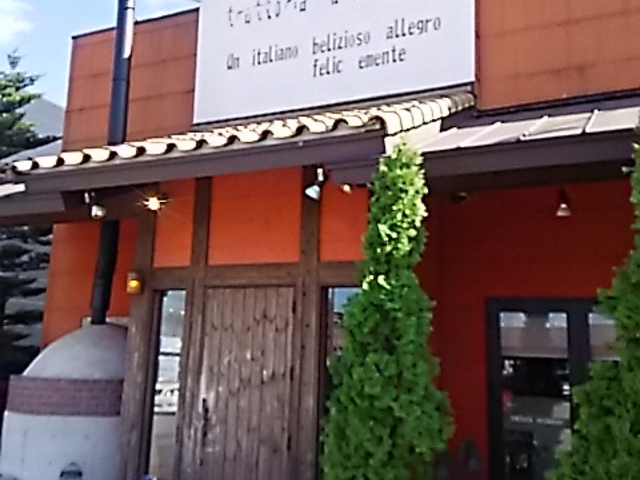 trattoria
Un italiano belizioso allegro
felic emente